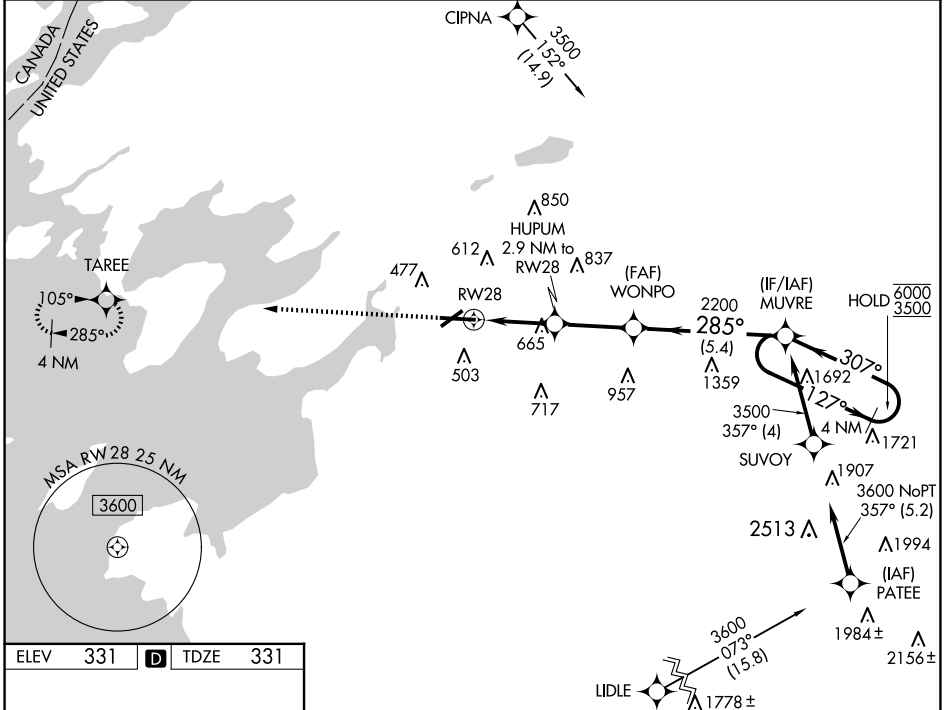 CIPNA
3500
152°
(14.9)
CANADA
UNITED STATES
850
HUPUM
2.9 NM to
RW28
612
837
477
TAREE
105°
285°
4 NM
RW28
(FAF)
WONPO
2200
285°
(5.4)
(IF/IAF)
MUVRE
HOLD 6000
3500
307°
127°
4 NM
665
503
717
957
1359
1692
1721
3500
357° (4)
SUVOY
1907
3600 NoPT
357° (5.2)
2513
1994
(IAF)
PATEE
1984 ±
2156 ±
MSA RW 28 25 NM
3600
3600
073°
(15.8)
LIDLE
1778 ±
ELEV 331 D TDZE 331